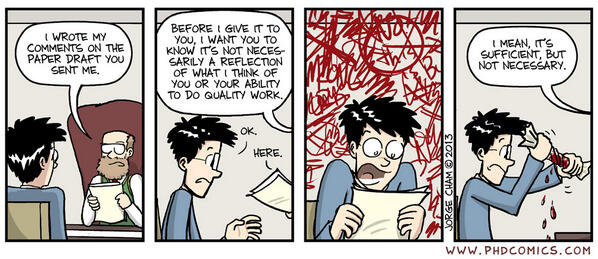 I WROTE MY
COMMENTS ON THE
PAPER DRAFT YOU
SENT ME.
BEFORE I GIVE IT TO
YOU, I WANT YOU TO
KNOW IT'S NOT NECES-
SARILY A REFLECTION
OF WHAT I THINK OF
YOU OR YOUR ABILITY
TO DO QUALITY WORK.
OK.
HERE.
WRONG
I MEAN, IT'S
SUFFICIENT, BUT
NOT NECESSARY.
JORGE CHAM © 2013
WWW.PHDCOMICS.COM